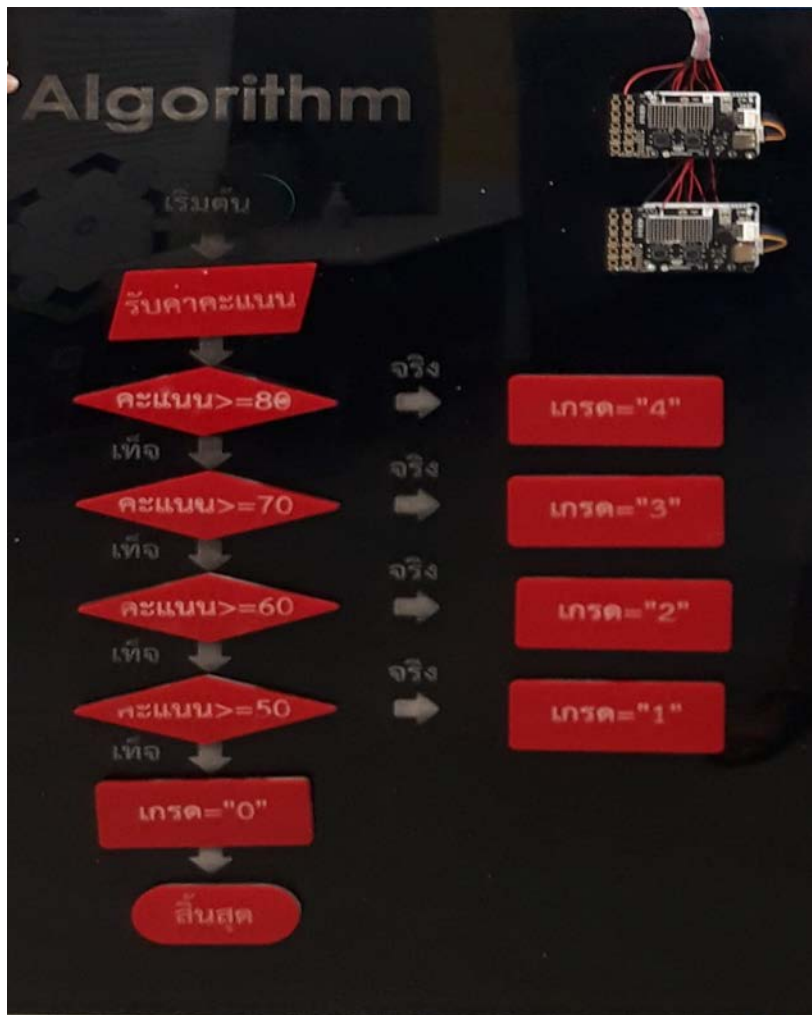 Algorithm
เริ่มต้น
รับค่าคะแนน
คะแนน>=80
จริง
เกรด="4"
เท็จ
คะแนน>=70
จริง
เกรด="3"
เท็จ
คะแนน>=60
จริง
เกรด="2"
เท็จ
คะแนน>=50
จริง
เกรด="1"
เท็จ
เกรด="0"
สิ้นสุด